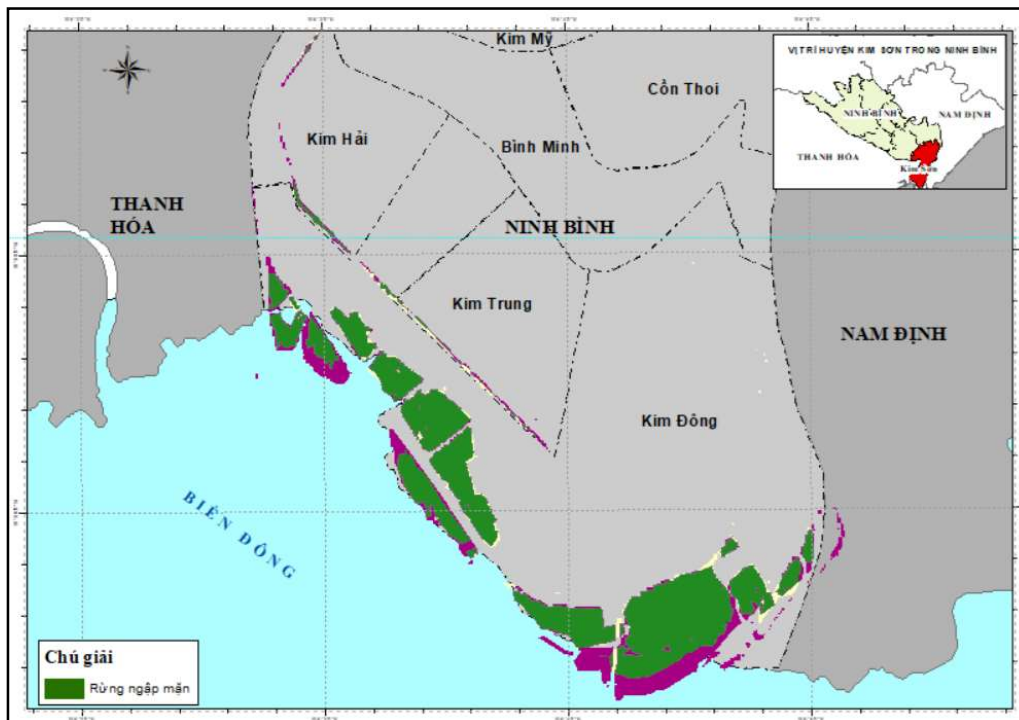 Kim Mỹ
VỊ TRÍ HUYỆN KIM SƠN TRONG NINH BÌNH
NINH BÌNH
NAM ĐỊNH
THANH HÓA
Kim Sơn
Cồn Thoi
Kim Hải
Bình Minh
THANH
HÓA
NINH BÌNH
Kim Trung
NAM ĐỊNH
Kim Đông
BIỂN ĐÔNG
Chú giải
Rừng ngập mặn